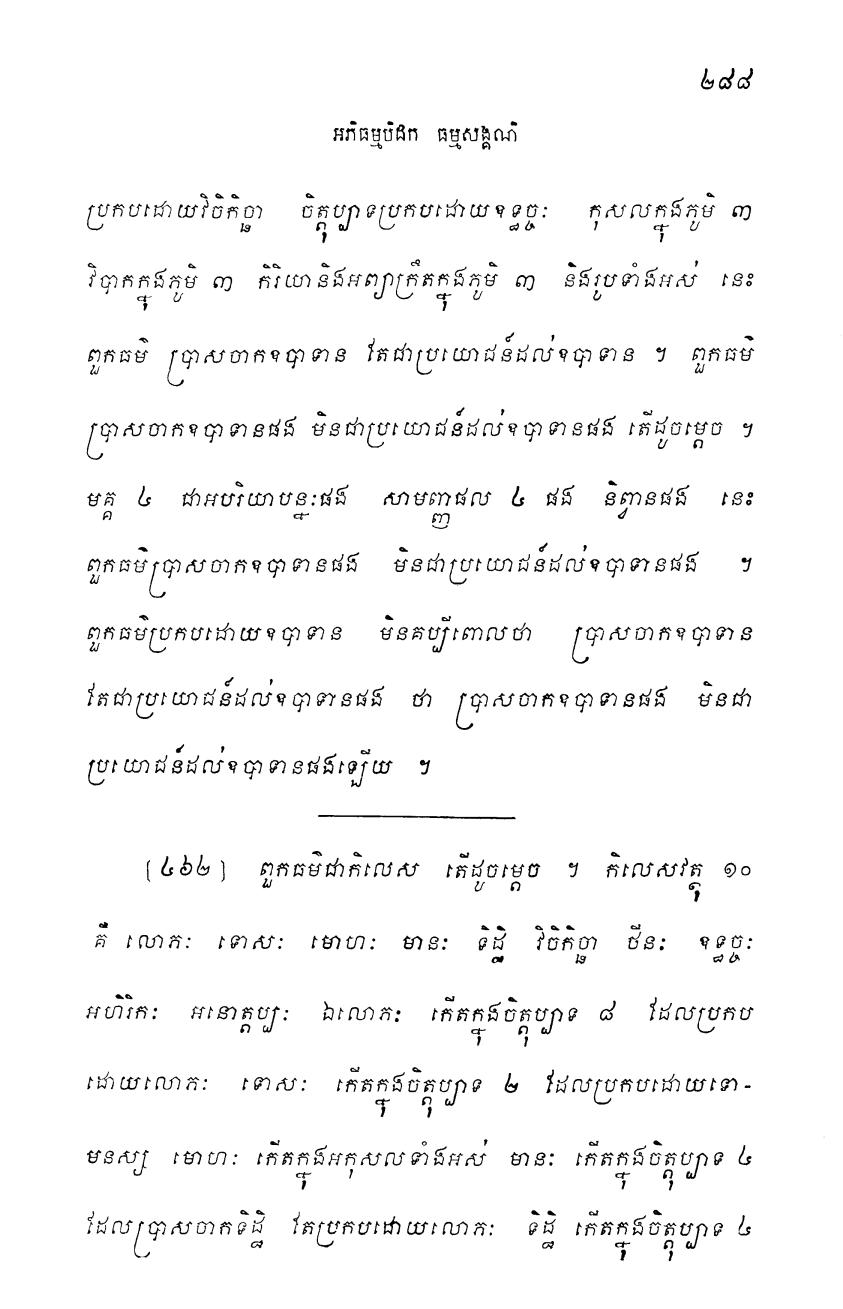 ២៨៨
អភិធម្មបិដក ធម្មសង្គណិ
ប្រកបដោយវិចិកិច្ឆា ចិត្តុប្បាទប្រកបដោយឧទ្ធច្ចៈ កុសលក្នុងភូមិ ៣
វិបាកក្នុងភូមិ ៣ កិរិយានិងអព្យាក្រឹតក្នុងភូមិ ៣ និងរូបទាំងអស់ នេះ
ពួកធម៌ ប្រាសចាកឧបាទាន តែជាប្រយោជន៍ដល់ឧបាទាន ។ ពួកធម៌
ប្រាសចាកឧបាទានផង មិនជាប្រយោជន៍ដល់ឧបាទានផង តើដូចម្តេច ។
មគ្គ ៤ ជាអបរិយាបន្នៈផង សាមញ្ញផល ៤ ផង និព្វានផង នេះ
ពួកធម៌ប្រាសចាកឧបាទានផង មិនជាប្រយោជន៍ដល់ឧបាទានផង ។
ពួកធម៌ប្រកបដោយឧបាទាន មិនគប្បីពោលថា ប្រាសចាកឧបាទាន
តែជាប្រយោជន៍ដល់ឧបាទានផង ថា ប្រាសចាកឧបាទានផង មិនជា
ប្រយោជន៍ដល់ឧបាទានផងឡើយ ។
[៤៦២] ពួកធម៌ជាកិលេស តើដូចម្តេច ។ កិលេសវត្ថុ ១០
គឺ លោភៈ ទោសៈ មោហៈ មានៈ ទិដ្ឋិ វិចិកិច្ឆា ថីនៈ ឧទ្ធច្ចៈ
អហិរិកៈ អនោត្តប្បៈ ឯលោភៈ កើតក្នុងចិត្តុប្បាទ ៨ ដែលប្រកប
ដោយលោភៈ ទោសៈ កើតក្នុងចិត្តុប្បាទ ២ ដែលប្រកបដោយទោ-
មនស្ស មោហៈ កើតក្នុងអកុសលទាំងអស់ មានៈ កើតក្នុងចិត្តុប្បាទ ៤
ដែលប្រាសចាកទិដ្ឋិ តែប្រកបដោយលោភៈ ទិដ្ឋិ កើតក្នុងចិត្តុប្បាទ ៤